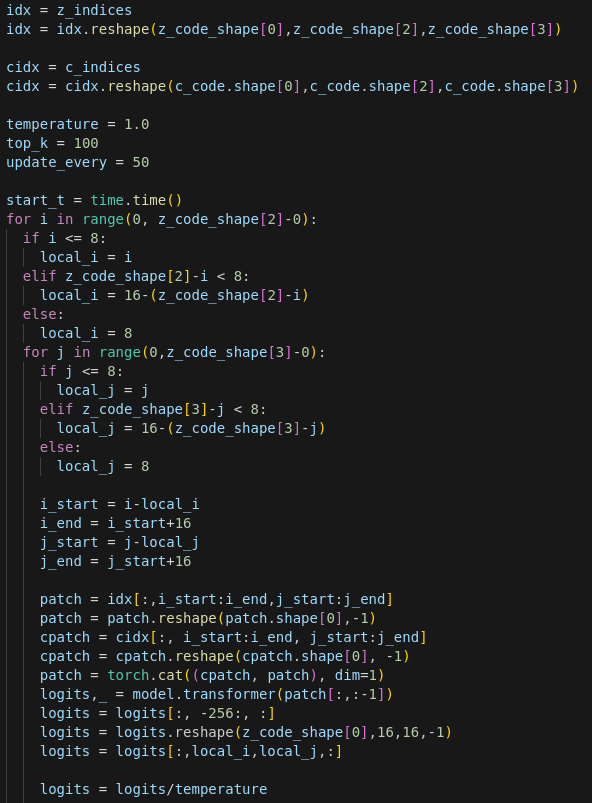 idx = z_indices
idx = idx.reshape(z_code_shape[0],z_code_shape[2],z_code_shape[3])

cidx = c_indices
cidx = cidx.reshape(c_code.shape[0],c_code.shape[2],c_code.shape[3])

temperature = 1.0
top_k = 100
update_every = 50

start_t = time.time()
for i in range(0, z_code_shape[2]-0):
  if i <= 8:
    local_i = i
  elif z_code_shape[2]-i < 8:
    local_i = 16-(z_code_shape[2]-i)
  else:
    local_i = 8
  for j in range(0,z_code_shape[3]-0):
    if j <= 8:
      local_j = j
    elif z_code_shape[3]-j < 8:
      local_j = 16-(z_code_shape[3]-j)
    else:
      local_j = 8

    i_start = i-local_i
    i_end = i_start+16
    j_start = j-local_j
    j_end = j_start+16

    patch = idx[:,i_start:i_end,j_start:j_end]
    patch = patch.reshape(patch.shape[0],-1)
    cpatch = cidx[:, i_start:i_end, j_start:j_end]
    cpatch = cpatch.reshape(cpatch.shape[0], -1)
    patch = torch.cat((cpatch, patch), dim=1)
    logits,_ = model.transformer(patch[:,:-1])
    logits = logits[:, -256:, :]
    logits = logits.reshape(z_code_shape[0],16,16,-1)
    logits = logits[:,local_i,local_j,:]

    logits = logits/temperature